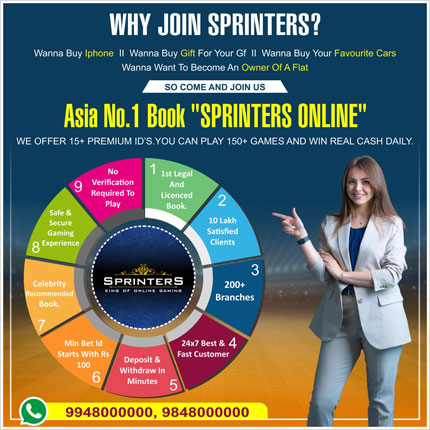 WHY JOIN SPRINTERS?
Wanna Buy Iphone II Wanna Buy Gift For Your Gf II Wanna Buy Your Favourite Cars
Wanna Want To Become An Owner Of A Flat
SO COME AND JOIN US
Asia No.1 Book "SPRINTERS ONLINE"
WE OFFER 15+ PREMIUM ID'S.YOU CAN PLAY 150+ GAMES AND WIN REAL CASH DAILY.
1
1st Legal
And
Licenced
Book.
2
10 Lakh
Satisfied
Clients
3
200+
Branches
4
24x7 Best &
Fast Customer
5
Deposit &
Withdraw In
Minutes
6
Min Bet Id
Starts With Rs
100
7
Celebrity
Recommended
Book.
8
Safe &
Secure
Gaming
Experience
9
No
Verification
Required To
Play
SPRINTERS
KING OF ONLINE GAMING
9948000000, 9848000000